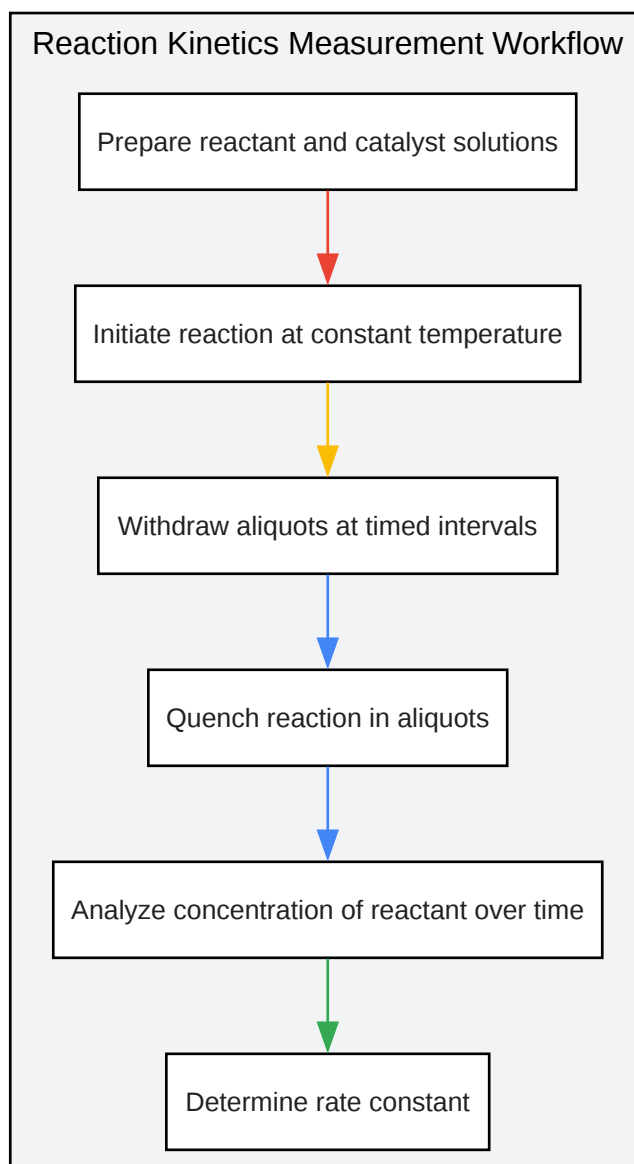 Reaction Kinetics Measurement Workflow
Prepare reactant and catalyst solutions
Initiate reaction at constant temperature
Withdraw aliquots at timed intervals
Quench reaction in aliquots
Analyze concentration of reactant over time
Determine rate constant